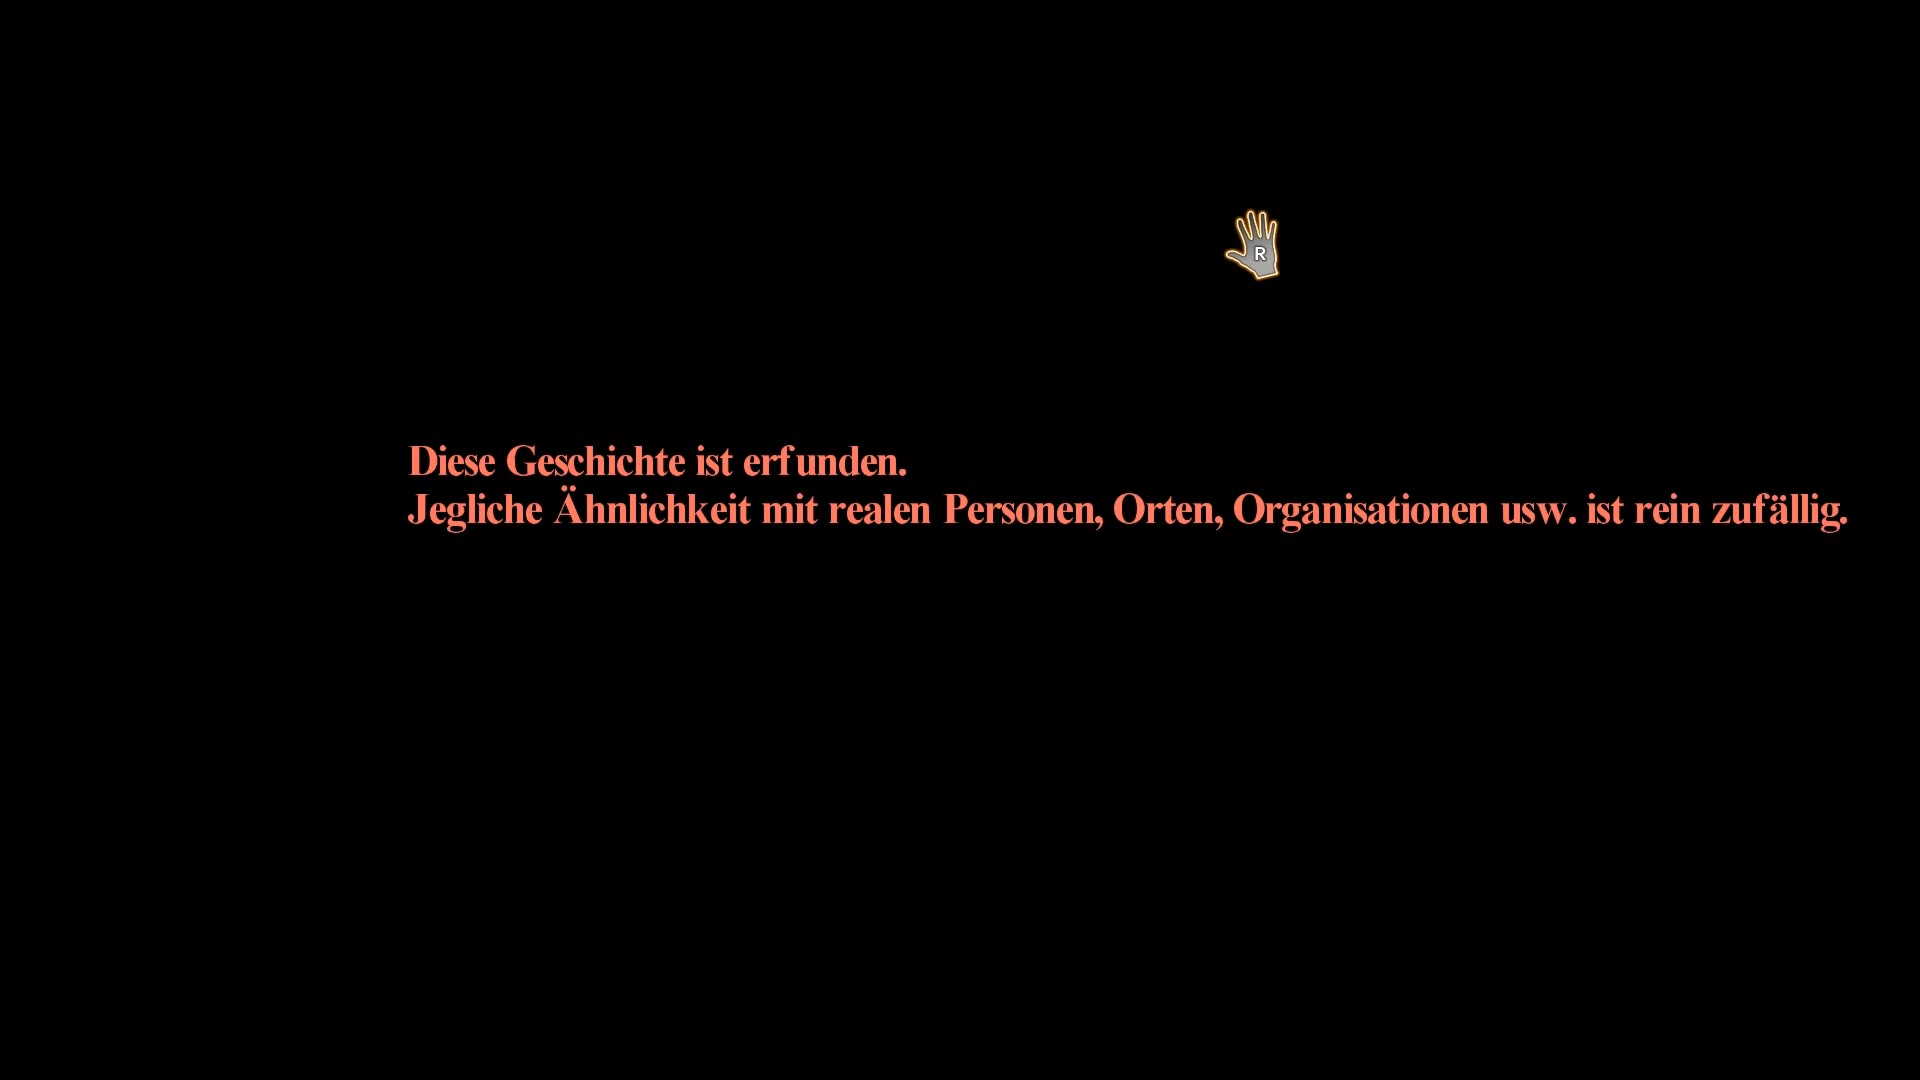 R
Diese Geschichte ist erfunden.
Jegliche Ähnlichkeit mit realen Personen, Orten, Organisationen usw. ist rein zufällig.